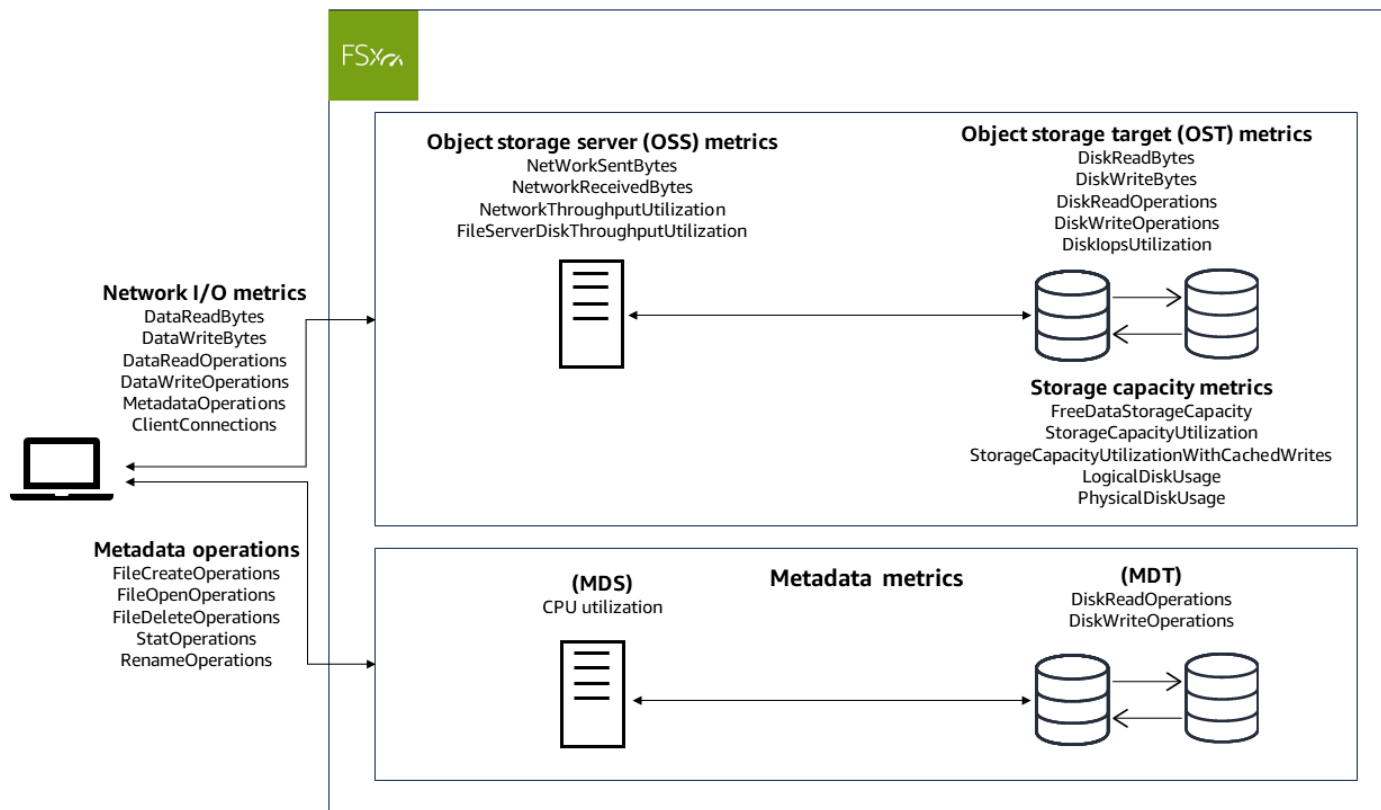 FSx
Object storage server (OSS) metrics
NetWorkSentBytes
NetworkReceivedBytes
NetworkThroughputUtilization
FileServerDiskThroughputUtilization
Object storage target (OST) metrics
DiskReadBytes
DiskWriteBytes
DiskReadOperations
DiskWriteOperations
DiskIopsUtilization
Network I/O metrics
DataReadBytes
DataWriteBytes
DataReadOperations
DataWriteOperations
MetadataOperations
ClientConnections
Storage capacity metrics
FreeDataStorageCapacity
StorageCapacityUtilization
StorageCapacityUtilizationWithCachedWrites
LogicalDiskUsage
PhysicalDiskUsage
Metadata operations
FileCreateOperations
FileOpenOperations
FileDeleteOperations
StatOperations
RenameOperations
(MDS)
CPU utilization
Metadata metrics
(MDT)
DiskReadOperations
DiskWriteOperations